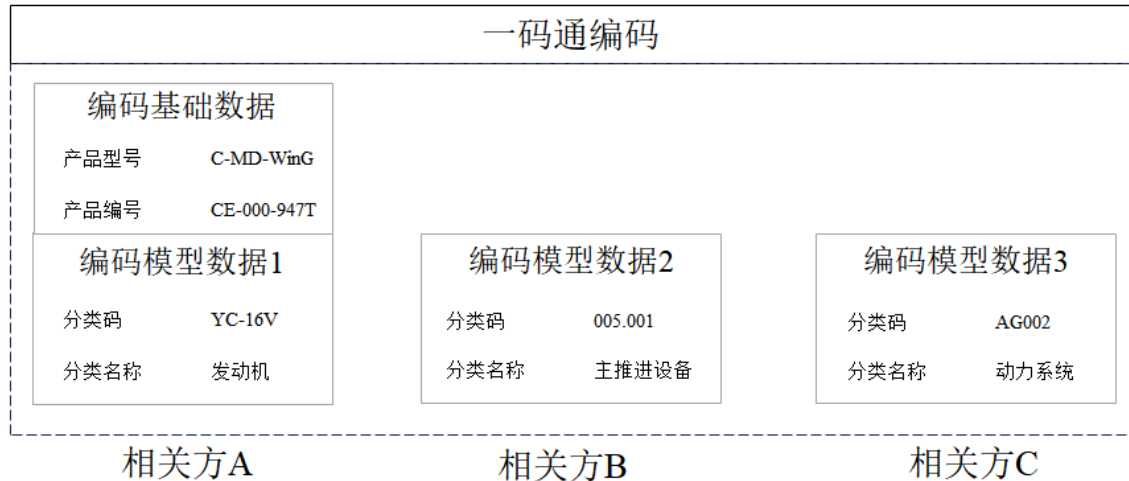 一码通编码
编码基础数据
产品型号 C-MD-WinG
产品编号 CE-000-947T
编码模型数据1
分类码 YC-16V
分类名称 发动机
编码模型数据2
分类码 005.001
分类名称 主推进设备
编码模型数据3
分类码 AG002
分类名称 动力系统
相关方A
相关方B
相关方C